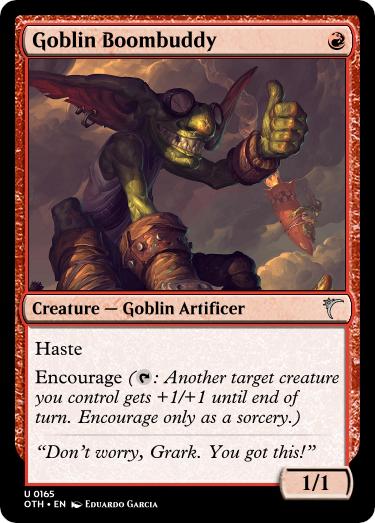 Goblin Boombuddy
Creature — Goblin Artificer
Haste
Encourage (: Another target creature
you control gets +1/+1 until end of
turn. Encourage only as a sorcery.)
“Don’t worry, Grark. You got this!”
1/1
U 0165
OTH • EN Eduardo Garcia